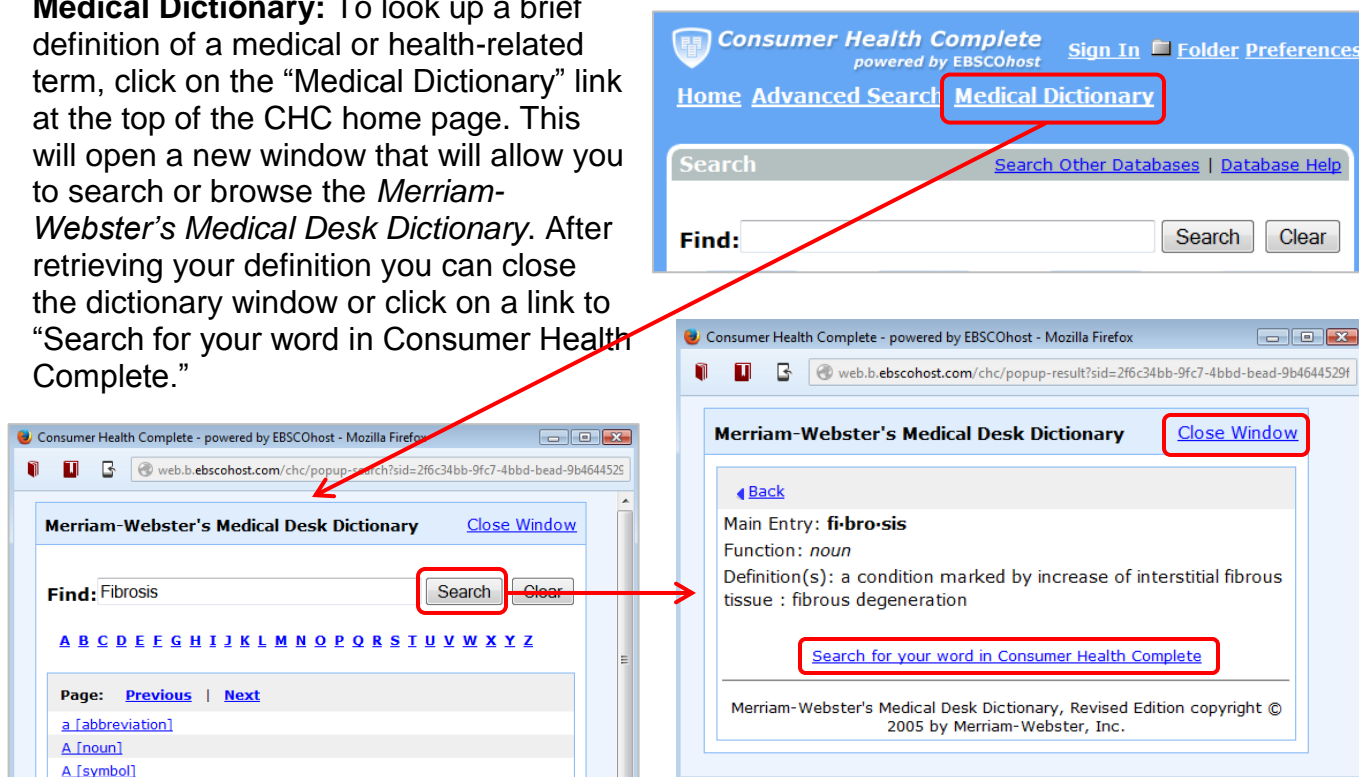 Medical Dictionary: To look up a brief
definition of a medical or health-related
term, click on the “Medical Dictionary” link
at the top of the CHC home page. This
will open a new window that will allow you
to search or browse the Merriam-
Webster’s Medical Desk Dictionary. After
retrieving your definition you can close
the dictionary window or click on a link to
“Search for your word in Consumer Health
Complete.”
Consumer Health Complete
powered by EBSCOhost
Sign In Folder Preferences
Home Advanced Search Medical Dictionary
Search
Search Other Databases | Database Help
Find: Search Clear
Consumer Health Complete - powered by EBSCOhost - Mozilla Firefox
web.b.ebscohost.com/chc/popup-search?sid=2f6c34bb-9fc7-4bbd-bead-9b4644529
Merriam-Webster's Medical Desk Dictionary Close Window
Find: Fibrosis Search Clear
A B C D E F G H I J K L M N O P Q R S T U V W X Y Z
Page: Previous | Next
a [abbreviation]
A [noun]
A [symbol]
Consumer Health Complete - powered by EBSCOhost - Mozilla Firefox
web.b.ebscohost.com/chc/popup-result?sid=2f6c34bb-9fc7-4bbd-bead-9b4644529f
Merriam-Webster's Medical Desk Dictionary Close Window
Back
Main Entry: fi·bro·sis
Function: noun
Definition(s): a condition marked by increase of interstitial fibrous
tissue : fibrous degeneration
Search for your word in Consumer Health Complete
Merriam-Webster's Medical Desk Dictionary, Revised Edition copyright ©
2005 by Merriam-Webster, Inc.